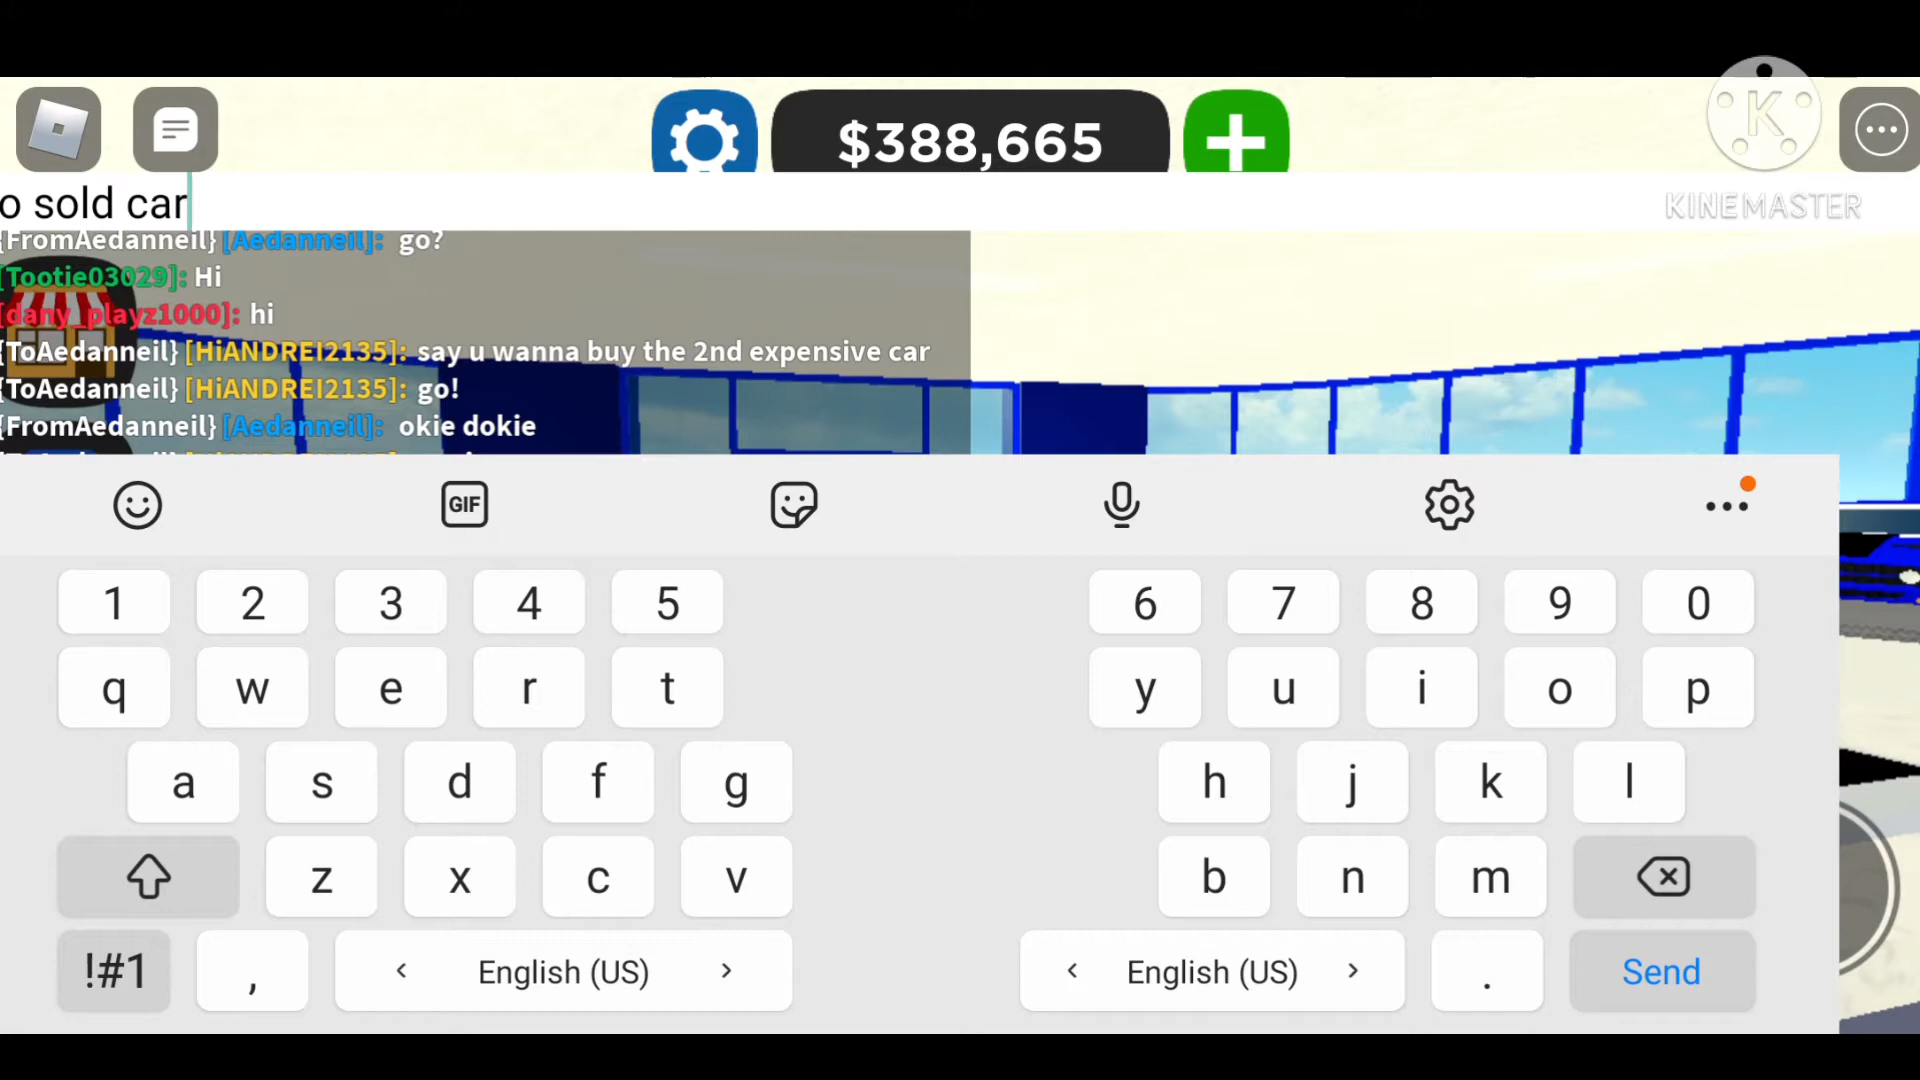 $388,665
K
KINEMASTER
o sold car
{FromAedanneil} [Aedanneil]: go?
[Tootie03029]: Hi
[dany_playz1000]: hi
{ToAedanneil} [HiANDREI2135]: say u wanna buy the 2nd expensive car
{ToAedanneil} [HiANDREI2135]: go!
{FromAedanneil} [Aedanneil]: okie dokie
GIF
1 2 3 4 5 6 7 8 9 0
q w e r t y u i o p
a s d f g h j k l
z x c v b n m
!#1 , < English (US) > < English (US) > . Send